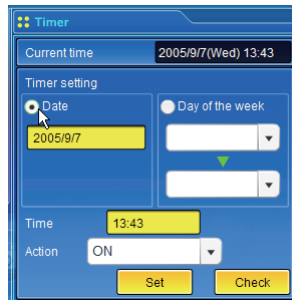 Timer
Current time 2005/9/7(Wed) 13:43
Timer setting
Date Day of the week
2005/9/7
Time 13:43
Action ON
Set Check